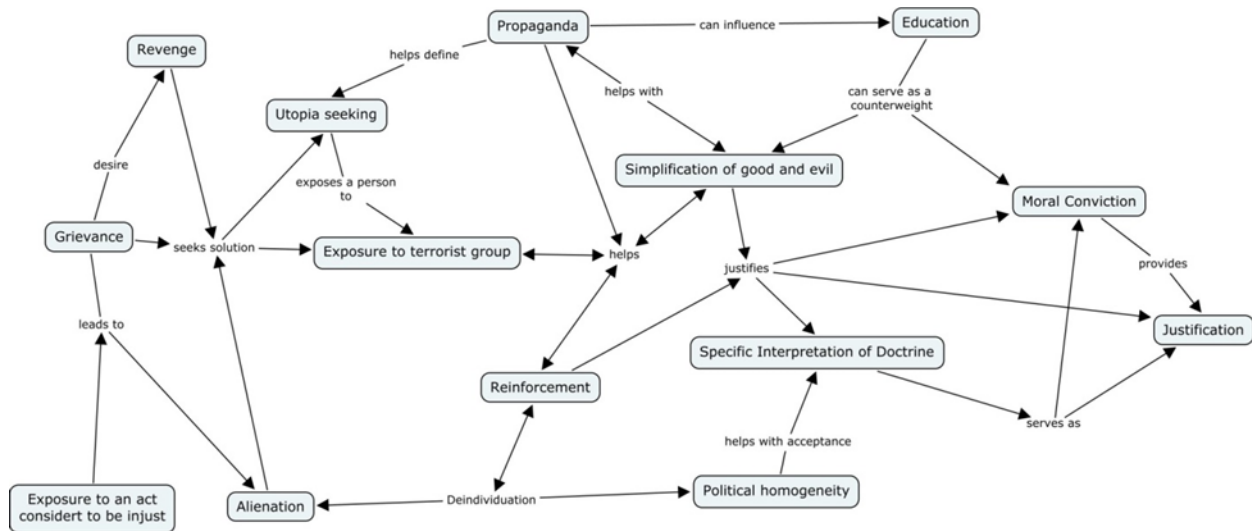 Propaganda
can influence
Education
Revenge
helps define
helps with
can serve as a
counterweight
Utopia seeking
desire
Simplification of good and evil
exposes a person
to
Moral Conviction
Grievance
seeks solution
Exposure to terrorist group
helps
justifies
provides
leads to
Justification
Specific Interpretation of Doctrine
Reinforcement
serves as
helps with acceptance
Exposure to an act
considert to be injust
Alienation
Deindividuation
Political homogeneity